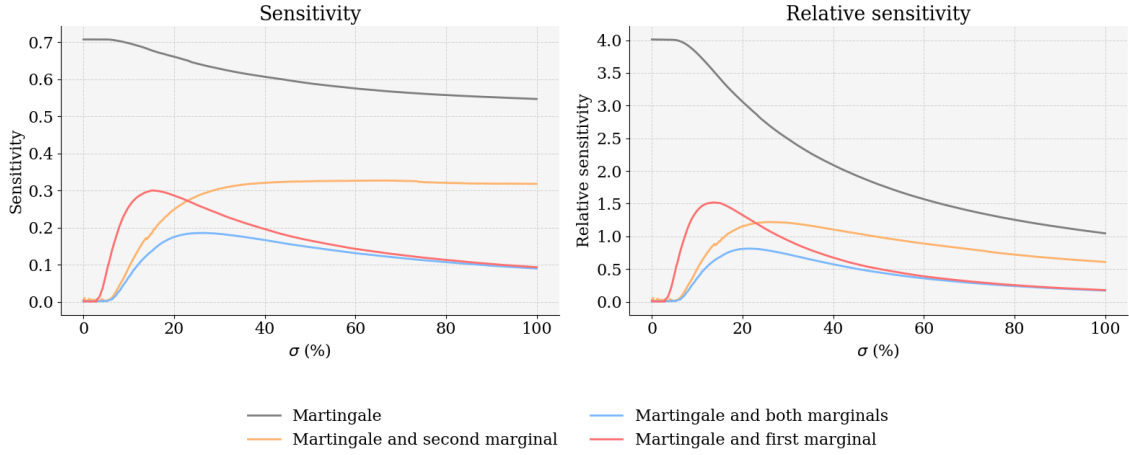 Sensitivity
Relative sensitivity
0.7
0.6
0.5
0.4
0.3
0.2
0.1
0.0
Sensitivity
0 20 40 60 80 100
σ (%)
4.0
3.5
3.0
2.5
2.0
1.5
1.0
0.5
0.0
Relative sensitivity
0 20 40 60 80 100
σ (%)
Martingale
Martingale and second marginal
Martingale and both marginals
Martingale and first marginal